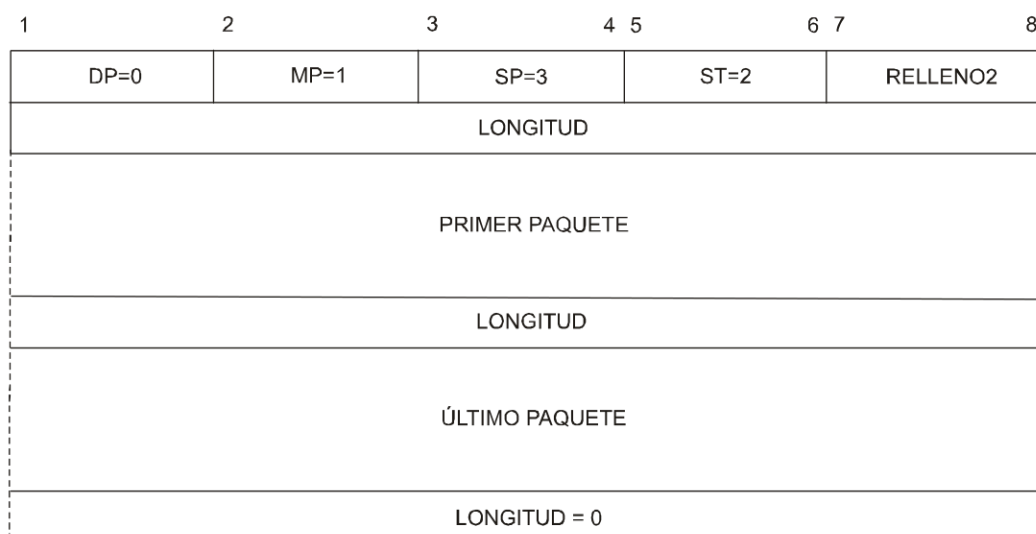 1 2 3 4 5 6 7 8
DP=0 MP=1 SP=3 ST=2 RELLENO2
LONGITUD
PRIMER PAQUETE
LONGITUD
ÚLTIMO PAQUETE
LONGITUD = 0